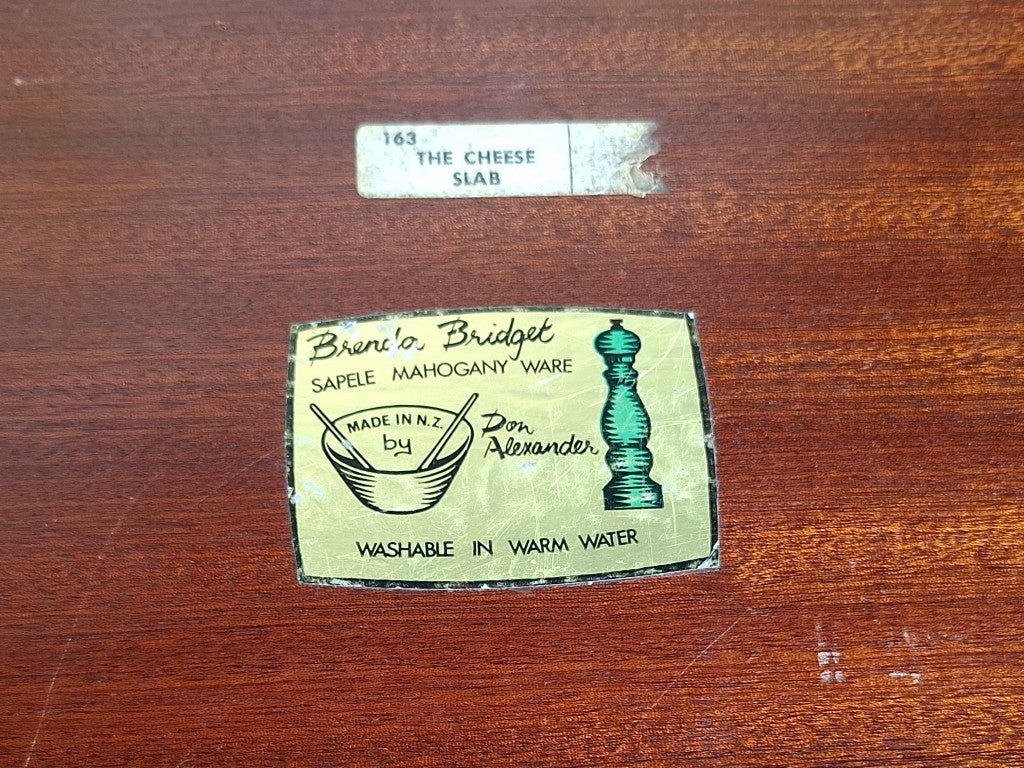 163
THE CHEESE
SLAB
Brenda Bridget
SAPELE MAHOGANY WARE
MADE IN N.Z.
by
Don
Alexander
WASHABLE IN WARM WATER